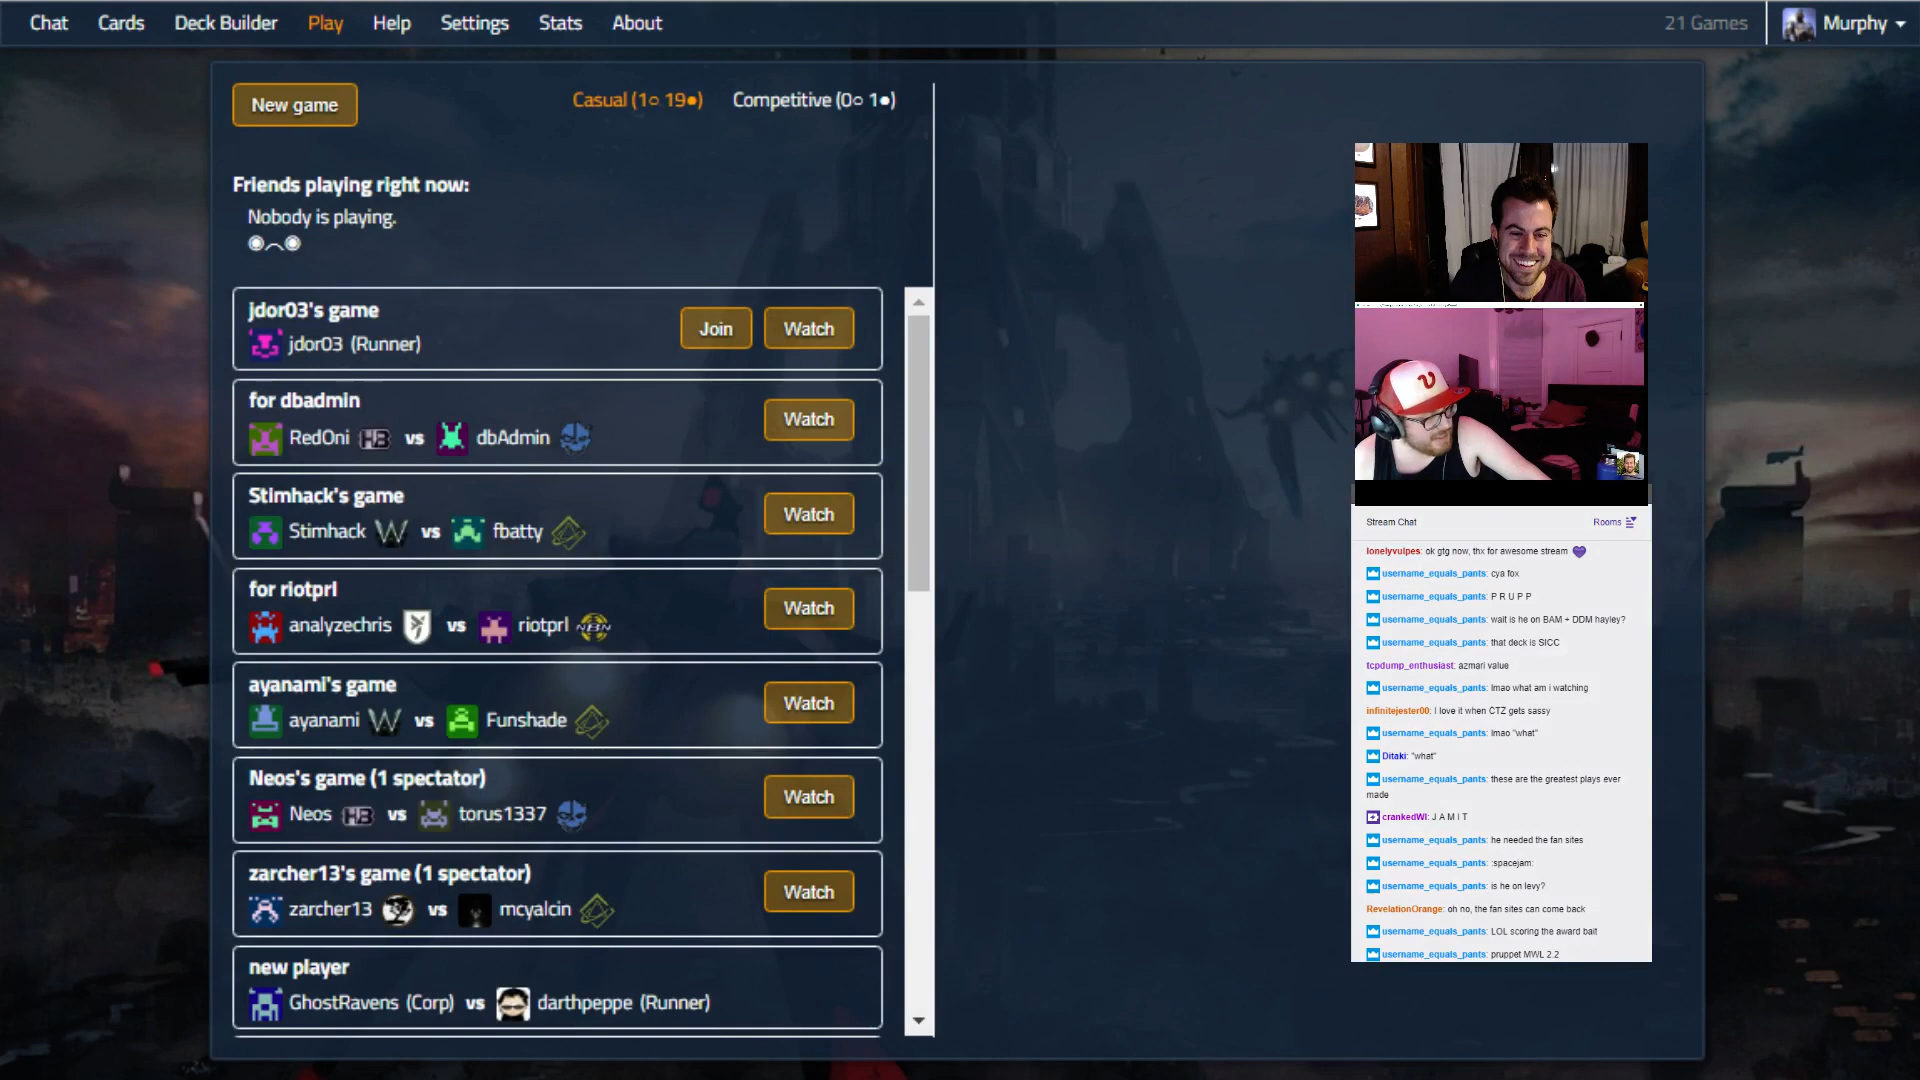 Chat Cards Deck Builder Play Help Settings Stats About 21 Games Murphy
New game Casual (1○ 19●) Competitive (0○ 1●)
Friends playing right now:
Nobody is playing.
◉︵◉
jdor03's game
jdor03 (Runner)
Join Watch
for dbadmin
RedOni HB vs dbAdmin
Watch
Stimhack's game
Stimhack W vs fbatty
Watch
for riotprl
analyzechris vs riotprl NBN
Watch
ayanami's game
ayanami W vs Funshade
Watch
Neos's game (1 spectator)
Neos HB vs torus1337
Watch
zarcher13's game (1 spectator)
zarcher13 vs mcyalcin
Watch
new player
GhostRavens (Corp) vs darthpeppe (Runner)
Stream Chat Rooms
lonelyvulpes: ok gtg now, thx for awesome stream
username_equals_pants: cya fox
username_equals_pants: P R U P P
username_equals_pants: wait is he on BAM + DDM hayley?
username_equals_pants: that deck is SICC
tcpdump_enthusiast: azmari value
username_equals_pants: lmao what am i watching
infinitejester00: I love it when CTZ gets sassy
username_equals_pants: lmao "what"
Ditaki: "what"
username_equals_pants: these are the greatest plays ever
made
crankedWI: J A M I T
username_equals_pants: he needed the fan sites
username_equals_pants: :spacejam:
username_equals_pants: is he on levy?
RevelationOrange: oh no, the fan sites can come back
username_equals_pants: LOL scoring the award bait
username_equals_pants: pruppet MWL 2.2